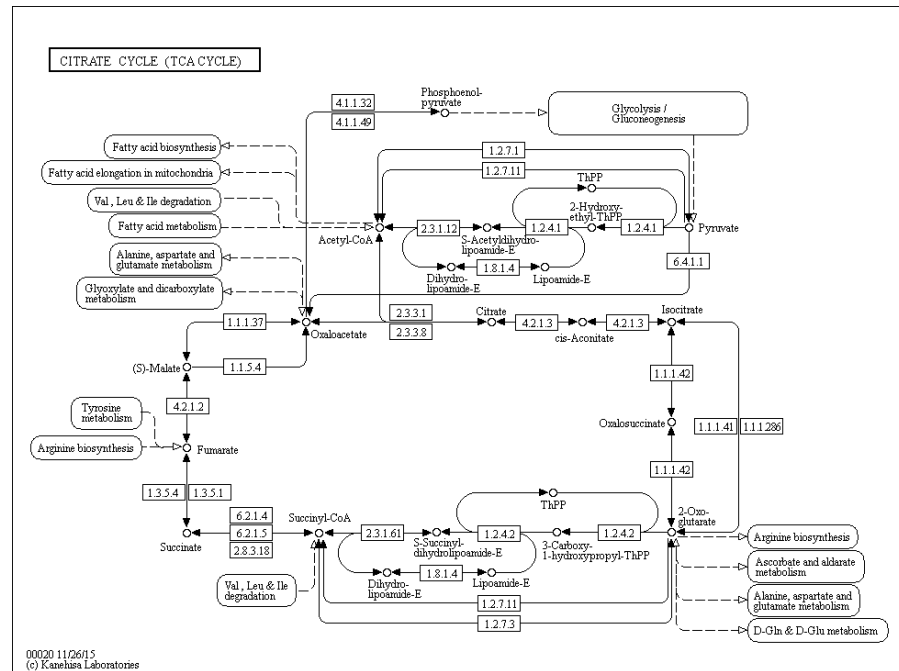 CITRATE CYCLE (TCA CYCLE)
Phosphoenol-
pyruvate
4.1.1.32
4.1.1.49
Glycolysis /
Gluconeogenesis
Fatty acid biosynthesis
Fatty acid elongation in mitochondria
Val, Leu & Ile degradation
Fatty acid metabolism
Alanine, aspartate and
glutamate metabolism
Glyoxylate and dicarboxylate
metabolism
1.2.7.1
1.2.7.11
ThPP
2-Hydroxy-
ethyl-ThPP
Acetyl-CoA
2.3.1.12
1.2.4.1
1.2.4.1
Pyruvate
S-Acetyldihydro-
lipoamide-E
Dihydro-
lipoamide-E
1.8.1.4
Lipoamide-E
6.4.1.1
1.1.1.37
Oxaloacetate
2.3.3.1
2.3.3.8
Citrate
4.2.1.3
cis-Aconitate
4.2.1.3
Isocitrate
(S)-Malate
1.1.5.4
1.1.1.42
4.2.1.2
Tyrosine
metabolism
Arginine biosynthesis
Fumarate
Oxalosuccinate
1.1.1.41
1.1.1.286
1.1.1.42
1.3.5.4
1.3.5.1
6.2.1.4
6.2.1.5
2.8.3.18
Succinate
Succinyl-CoA
2.3.1.61
1.2.4.2
ThPP
1.2.4.2
2-Oxo-
glutarate
S-Succinyl-
dihydrolipoamide-E
3-Carboxy-
1-hydroxypropyl-ThPP
Val, Leu & Ile
degradation
Dihydro-
lipoamide-E
1.8.1.4
Lipoamide-E
1.2.7.11
1.2.7.3
Arginine biosynthesis
Ascorbate and aldarate
metabolism
Alanine, aspartate and
glutamate metabolism
D-Gln & D-Glu metabolism
00020 11/26/15
(c) Kanehisa Laboratories